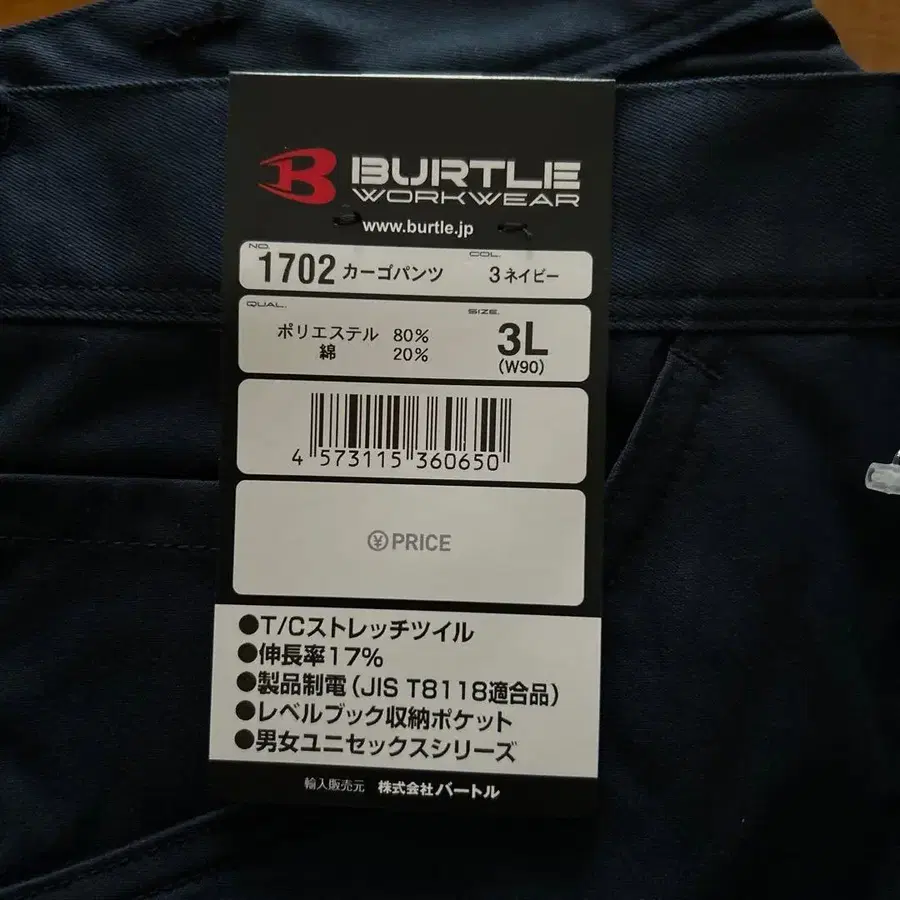 B BURTLE
WORKWEAR
www.burtle.jp
NO.
1702 カーゴパンツ
COL.
3 ネイビー
QUAL.
ポリエステル 80%
綿 20%
SIZE.
3L
(W90)
4 573115 360650
¥PRICE
●T/Cストレッチツイル
●伸長率17%
●製品制電(JIS T8118適合品)
●レベルブック収納ポケット
●男女ユニセックスシリーズ
輸入販売元 株式会社バートル